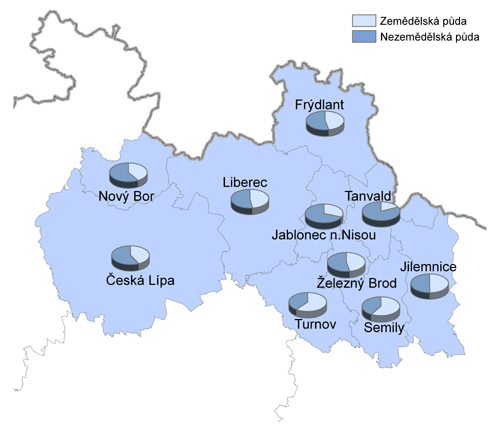 Zemědělská půda
Nezemědělská půda
Frýdlant
Liberec
Tanvald
Nový Bor
Jablonec n.Nisou
Jilemnice
Česká Lípa
Železný Brod
Turnov
Semily